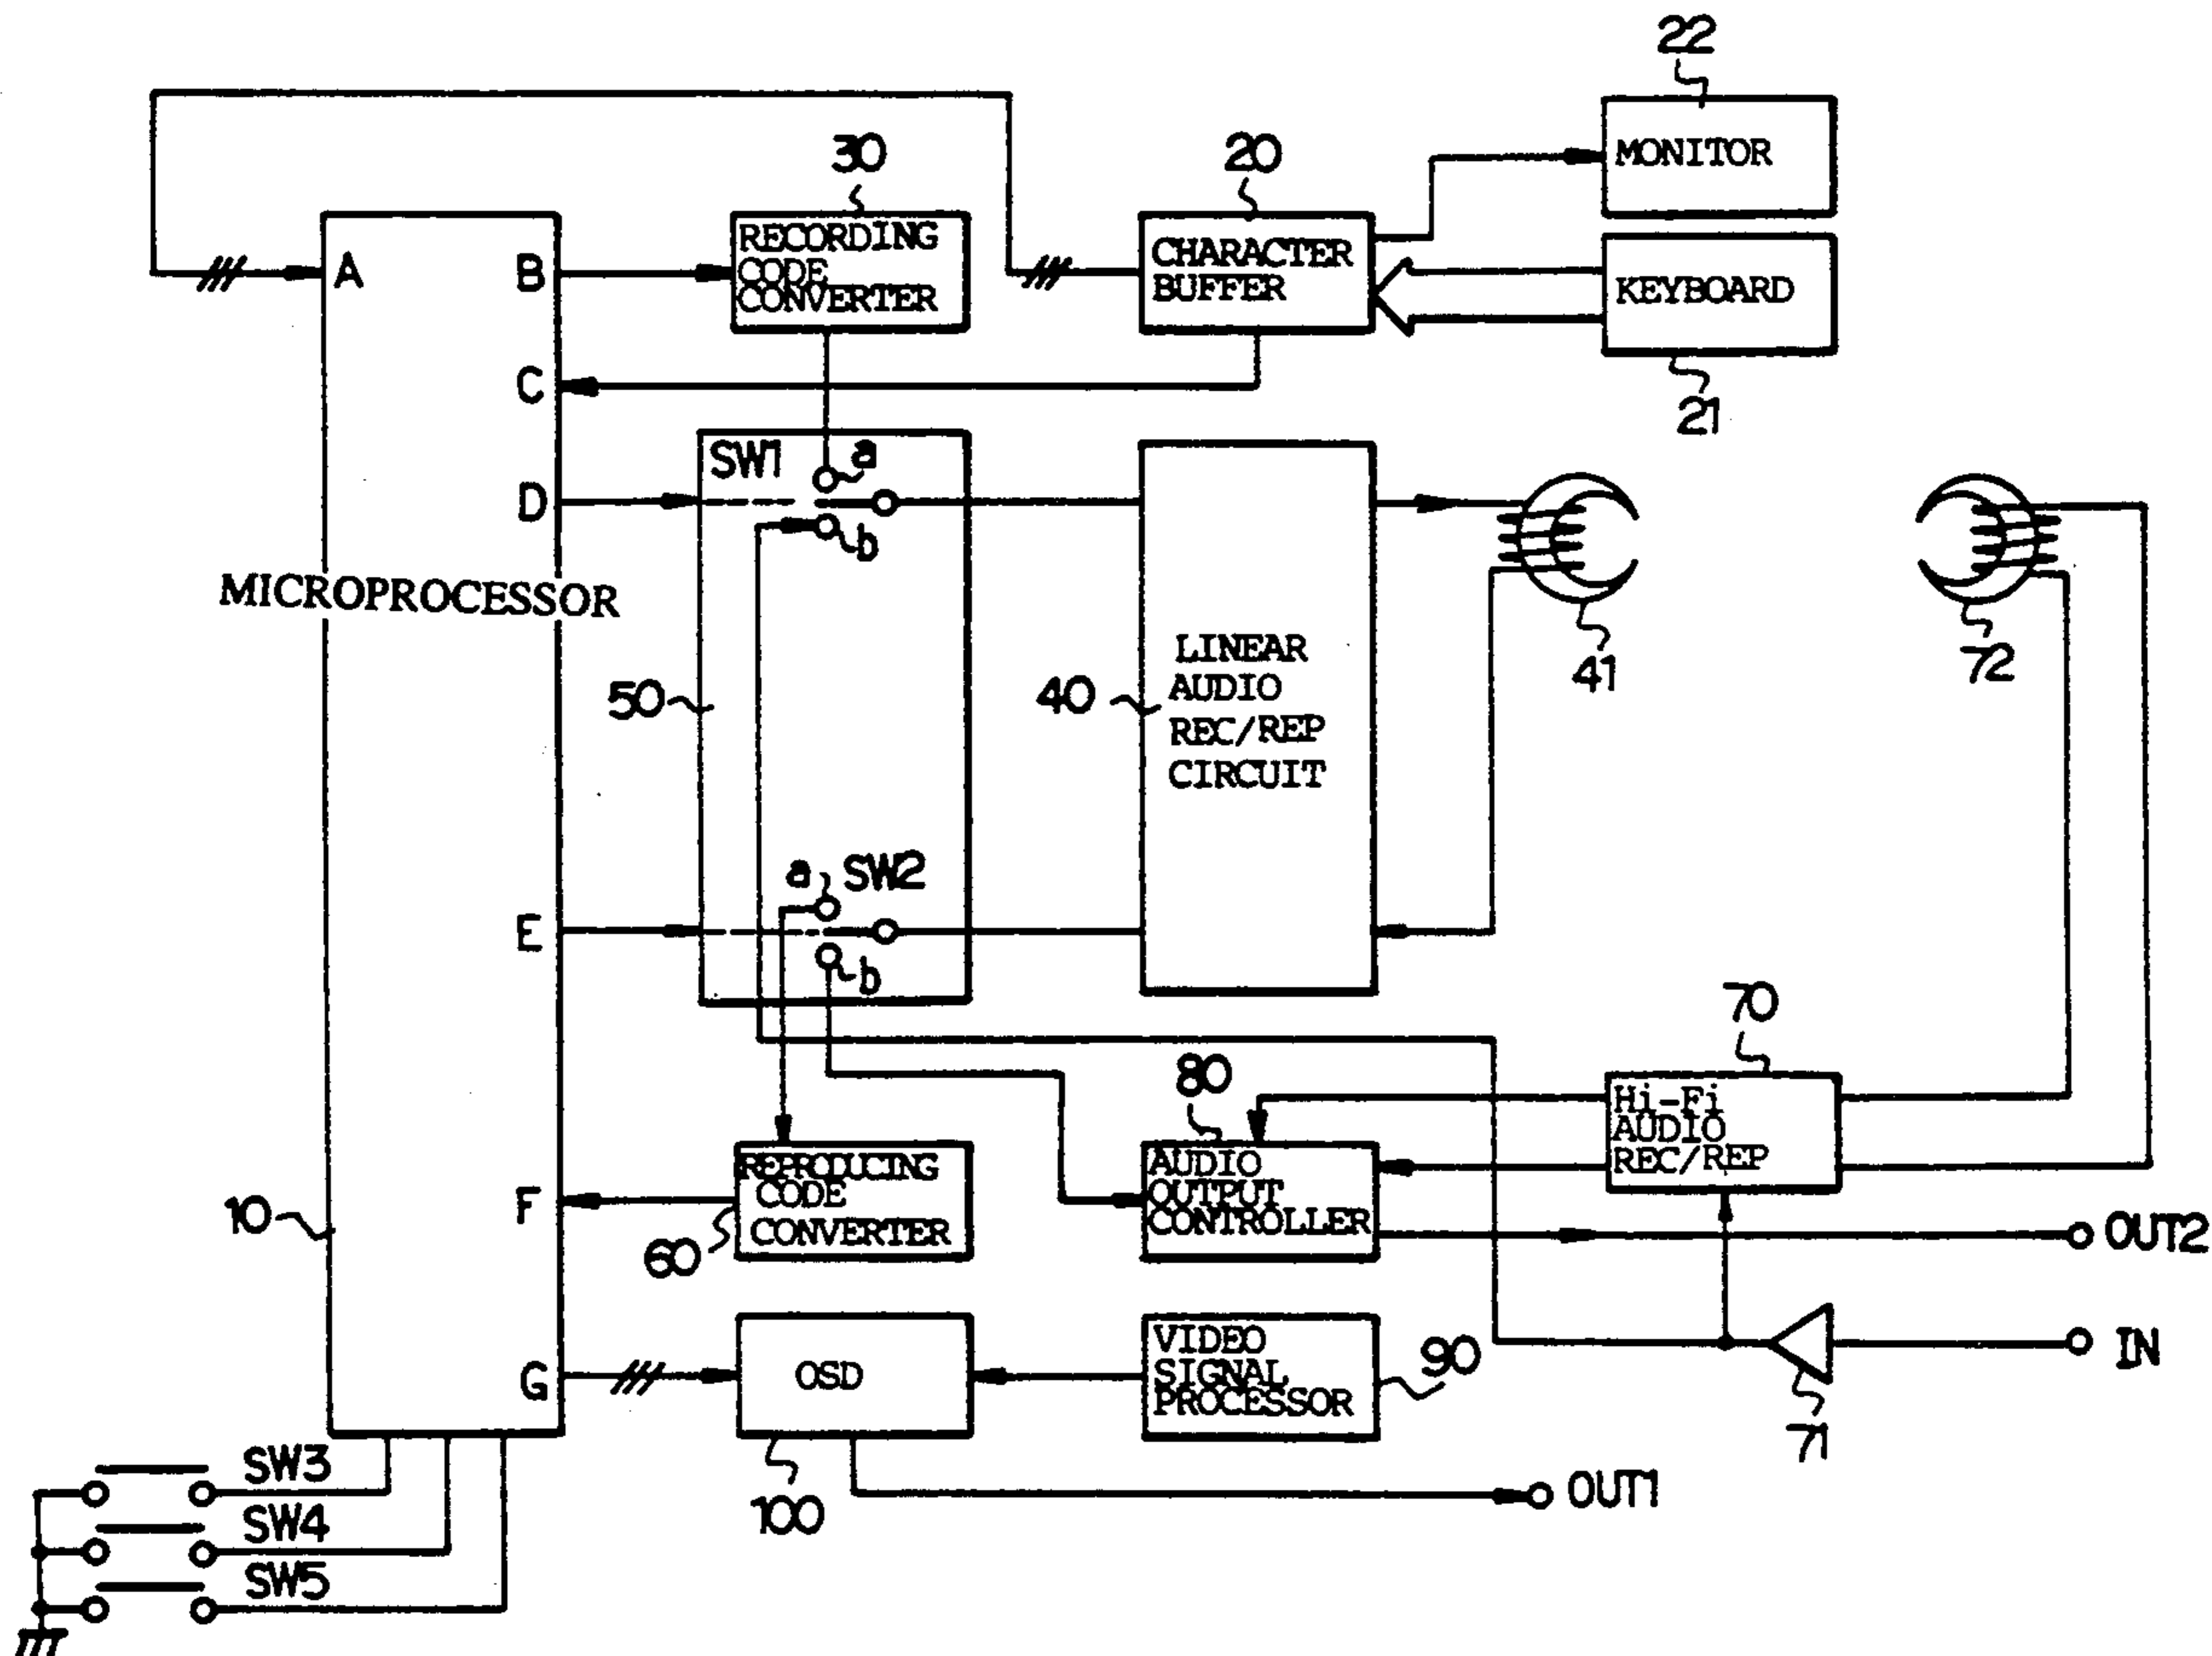 22
MONITOR
30
20
RECORDING
CODE
CONVERTER
CHARACTER
BUFFER
KEYBOARD
21
A
B
C
D
MICROPROCESSOR
E
F
G
10
SW1
a
b
50
a
SW2
b
40
LINEAR
AUDIO
REC/REP
CIRCUIT
41
72
70
Hi-Fi
AUDIO
REC/REP
80
AUDIO
OUTPUT
CONTROLLER
REPRODUCING
CODE
CONVERTER
60
OUT2
OSD
100
VIDEO
SIGNAL
PROCESSOR
90
71
IN
OUT1
SW3
SW4
SW5